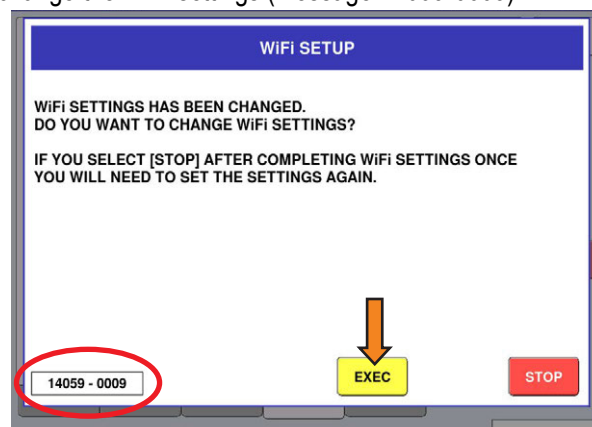 WiFi SETUP
WiFi SETTINGS HAS BEEN CHANGED.
DO YOU WANT TO CHANGE WiFi SETTINGS?
IF YOU SELECT [STOP] AFTER COMPLETING WiFi SETTINGS ONCE
YOU WILL NEED TO SET THE SETTINGS AGAIN.
14059 - 0009
EXEC
STOP